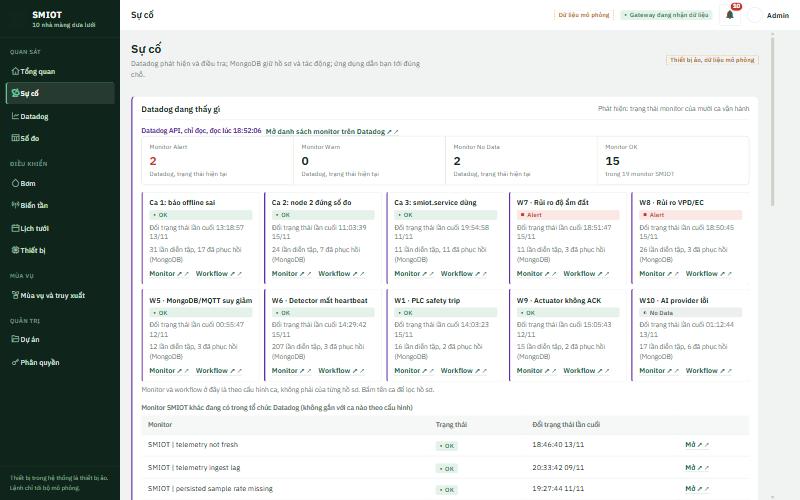 SMIOT
10 nhà màng dưa lưới
QUAN SÁT
Tổng quan
Sự cố
Datadog
Sơ đồ
ĐIỀU KHIỂN
Bơm
Biến tần
Lịch tưới
Thiết bị
MÙA VỤ
Mùa vụ và truy xuất
QUẢN TRỊ
Dự án
Phân quyền
Thiết bị trong hệ thống là thiết bị ảo.
Lệnh chỉ tới bộ mô phỏng.
Sự cố
Dữ liệu mô phỏng
Gateway đang nhận dữ liệu
30
Admin
Sự cố
Datadog phát hiện và điều tra; MongoDB giữ hồ sơ và tác động; ứng dụng dẫn bạn tới đúng
chỗ.
Thiết bị ảo, dữ liệu mô phỏng
Datadog đang thấy gì
Phát hiện: trạng thái monitor của mười ca vận hành
Datadog API, chỉ đọc, đọc lúc 18:52:06 Mở danh sách monitor trên Datadog ↗ ↗
Monitor Alert
2
Datadog, trạng thái hiện tại
Monitor Warn
0
Datadog, trạng thái hiện tại
Monitor No Data
2
Datadog, trạng thái hiện tại
Monitor OK
15
trong 19 monitor SMIOT
Ca 1: báo offline sai
OK
Đổi trạng thái lần cuối 13:18:57
13/11
31 lần diễn tập, 17 đã phục hồi
(MongoDB)
Monitor ↗ ↗ Workflow ↗ ↗
Ca 2: node 2 đứng số đo
OK
Đổi trạng thái lần cuối 11:03:39
15/11
24 lần diễn tập, 7 đã phục hồi
(MongoDB)
Monitor ↗ ↗ Workflow ↗ ↗
Ca 3: smiot.service dừng
OK
Đổi trạng thái lần cuối 19:54:58
11/11
11 lần diễn tập, 11 đã phục hồi
(MongoDB)
Monitor ↗ ↗ Workflow ↗ ↗
W7 · Rủi ro độ ẩm đất
Alert
Đổi trạng thái lần cuối 18:51:47
15/11
11 lần diễn tập, 3 đã phục hồi
(MongoDB)
Monitor ↗ ↗ Workflow ↗ ↗
W8 · Rủi ro VPD/EC
Alert
Đổi trạng thái lần cuối 18:50:45
15/11
26 lần diễn tập, 3 đã phục hồi
(MongoDB)
Monitor ↗ ↗ Workflow ↗ ↗
W5 · MongoDB/MQTT suy giảm
OK
Đổi trạng thái lần cuối 00:55:47
12/11
12 lần diễn tập, 3 đã phục hồi
(MongoDB)
Monitor ↗ ↗ Workflow ↗ ↗
W6 · Detector mất heartbeat
OK
Đổi trạng thái lần cuối 14:29:42
15/11
207 lần diễn tập, 3 đã phục hồi
(MongoDB)
Monitor ↗ ↗ Workflow ↗ ↗
W1 · PLC safety trip
OK
Đổi trạng thái lần cuối 14:03:23
15/11
16 lần diễn tập, 2 đã phục hồi
(MongoDB)
Monitor ↗ ↗ Workflow ↗ ↗
W9 · Actuator không ACK
OK
Đổi trạng thái lần cuối 15:05:43
12/11
15 lần diễn tập, 2 đã phục hồi
(MongoDB)
Monitor ↗ ↗ Workflow ↗ ↗
W10 · AI provider lỗi
No Data
Đổi trạng thái lần cuối 01:12:44
13/11
17 lần diễn tập, 6 đã phục hồi
(MongoDB)
Monitor ↗ ↗ Workflow ↗ ↗
Monitor và workflow ở đây là theo cấu hình ca, không phải của từng hồ sơ. Bấm tên ca để lọc hồ sơ.
Monitor SMIOT khác đang có trong tổ chức Datadog (không gắn với ca nào theo cấu hình)
Monitor Trạng thái Đổi trạng thái lần cuối
SMIOT | telemetry not fresh OK 18:46:40 13/11 Mở ↗ ↗
SMIOT | telemetry ingest lag OK 20:33:42 09/11 Mở ↗ ↗
SMIOT | persisted sample rate missing OK 19:27:44 11/11 Mở ↗ ↗